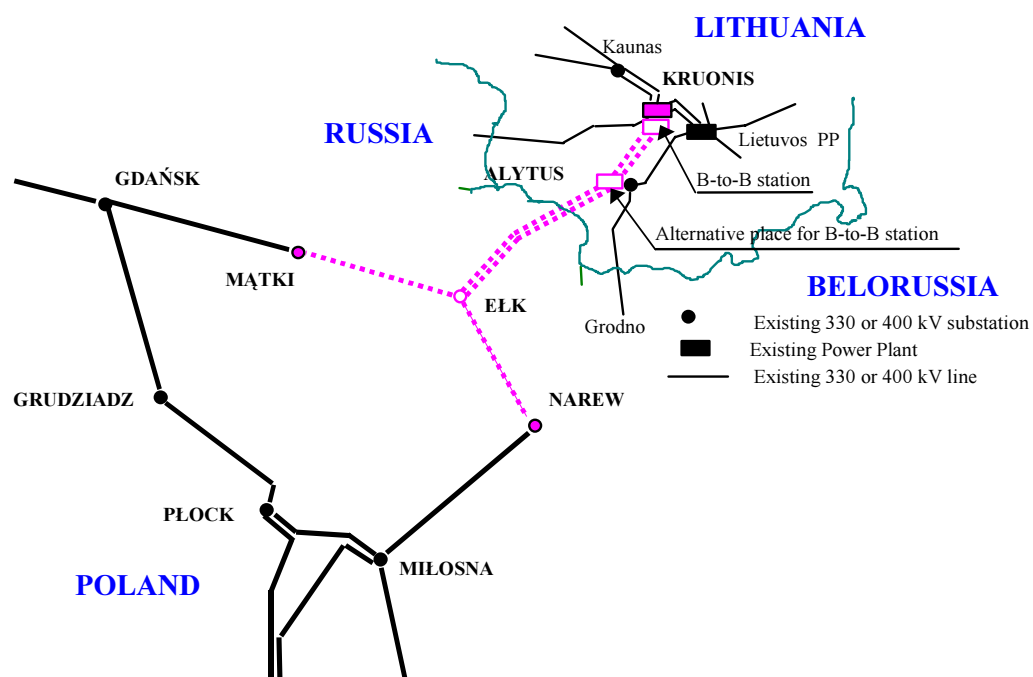 LITHUANIA
Kaunas
KRUONIS
RUSSIA
Lietuvos PP
ALYTUS
B-to-B station
GDAŃSK
Alternative place for B-to-B station
MĄTKI
BELORUSSIA
EŁK
Grodno
Existing 330 or 400 kV substation
Existing Power Plant
Existing 330 or 400 kV line
GRUDZIADZ
NAREW
PŁOCK
MIŁOSNA
POLAND